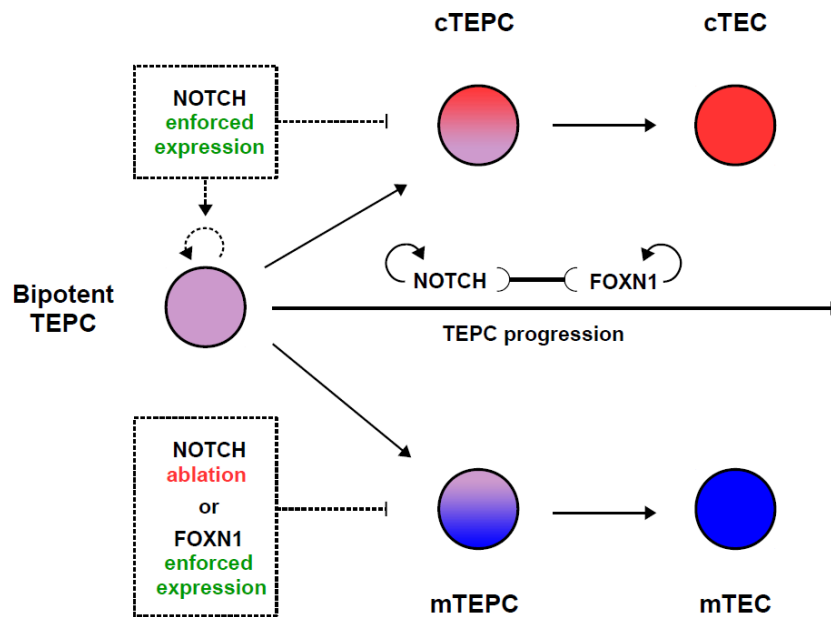 cTEPC
cTEC
NOTCH
enforced
expression
Bipotent
TEPC
NOTCH
FOXN1
TEPC progression
NOTCH
ablation
or
FOXN1
enforced
expression
mTEPC
mTEC